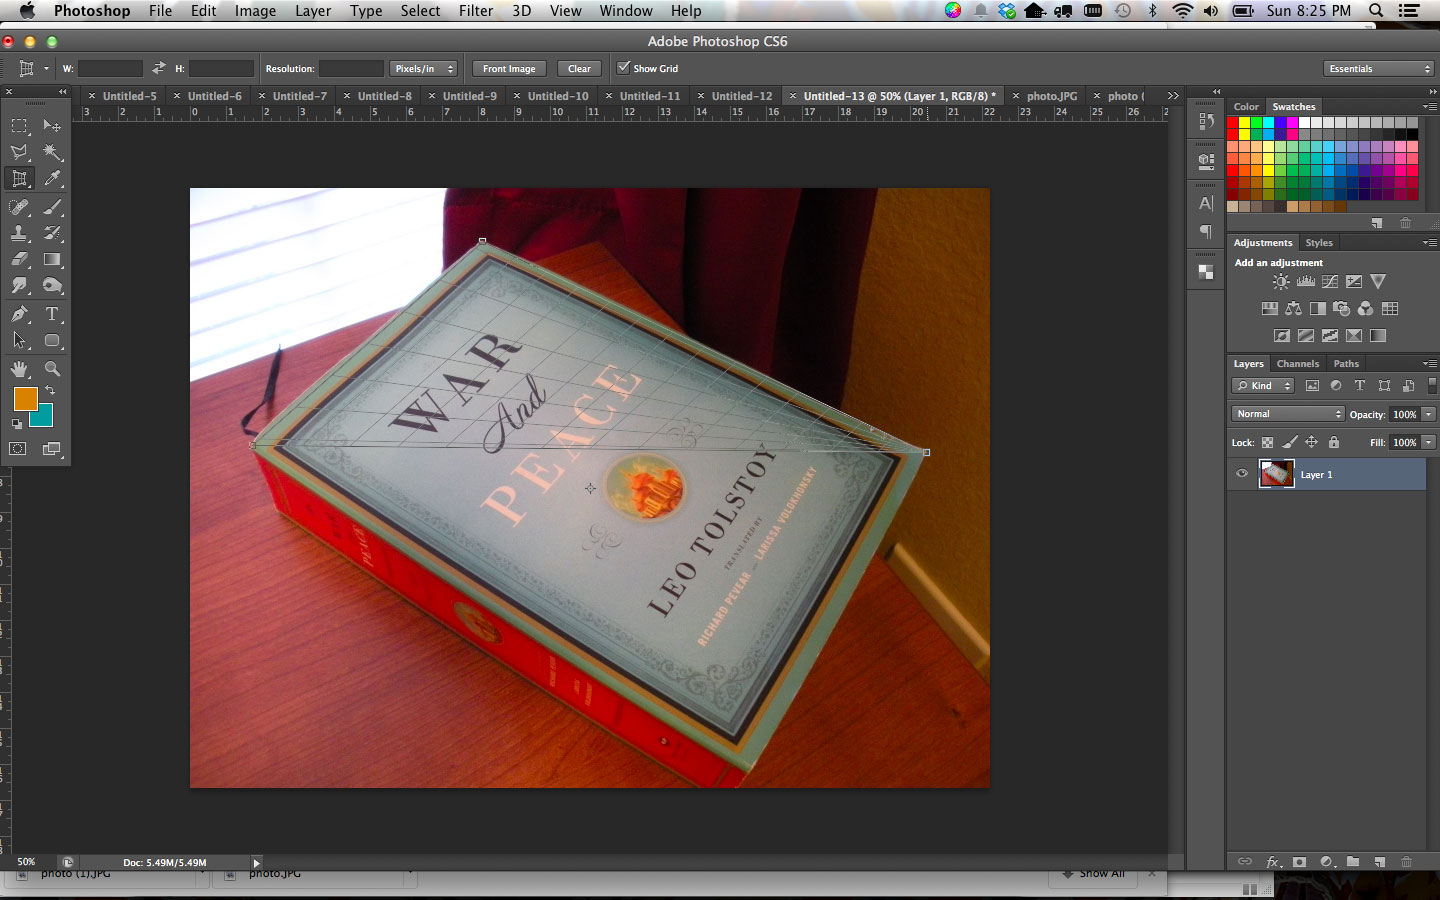 Photoshop File Edit Image Layer Type Select Filter 3D View Window Help Sun 8:25 PM
Adobe Photoshop CS6
W: H: Resolution: Pixels/in Front Image Clear Show Grid Essentials
Untitled-5 Untitled-6 Untitled-7 Untitled-8 Untitled-9 Untitled-10 Untitled-11 Untitled-12 Untitled-13 @ 50% (Layer 1, RGB/8) * photo.JPG photo (
3 2 1 0 1 2 3 4 5 6 7 8 9 10 11 12 13 14 15 16 17 18 19 20 21 22 23 24 25 26
Color Swatches
Adjustments Styles
Add an adjustment
Layers Channels Paths
Kind
Normal Opacity: 100%
Lock: Fill: 100%
Layer 1
WAR
And
PEACE
LEO TOLSTOY
TRANSLATED BY
RICHARD PEVEAR — LARISSA VOLOKHONSKY
PEACE
50% Doc: 5.49M/5.49M
photo (1).JPG photo.JPG Show All